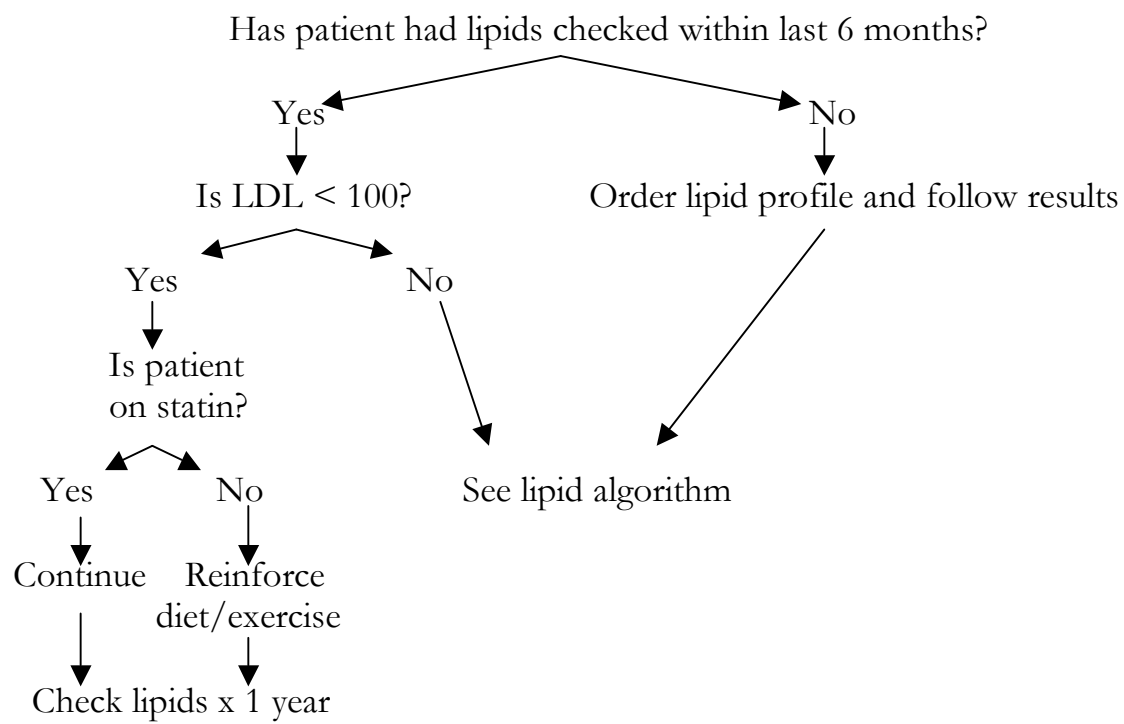 Has patient had lipids checked within last 6 months?
Yes
No
Is LDL < 100?
Order lipid profile and follow results
Yes
No
Is patient
on statin?
Yes
No
See lipid algorithm
Continue
Reinforce
diet/exercise
Check lipids x 1 year